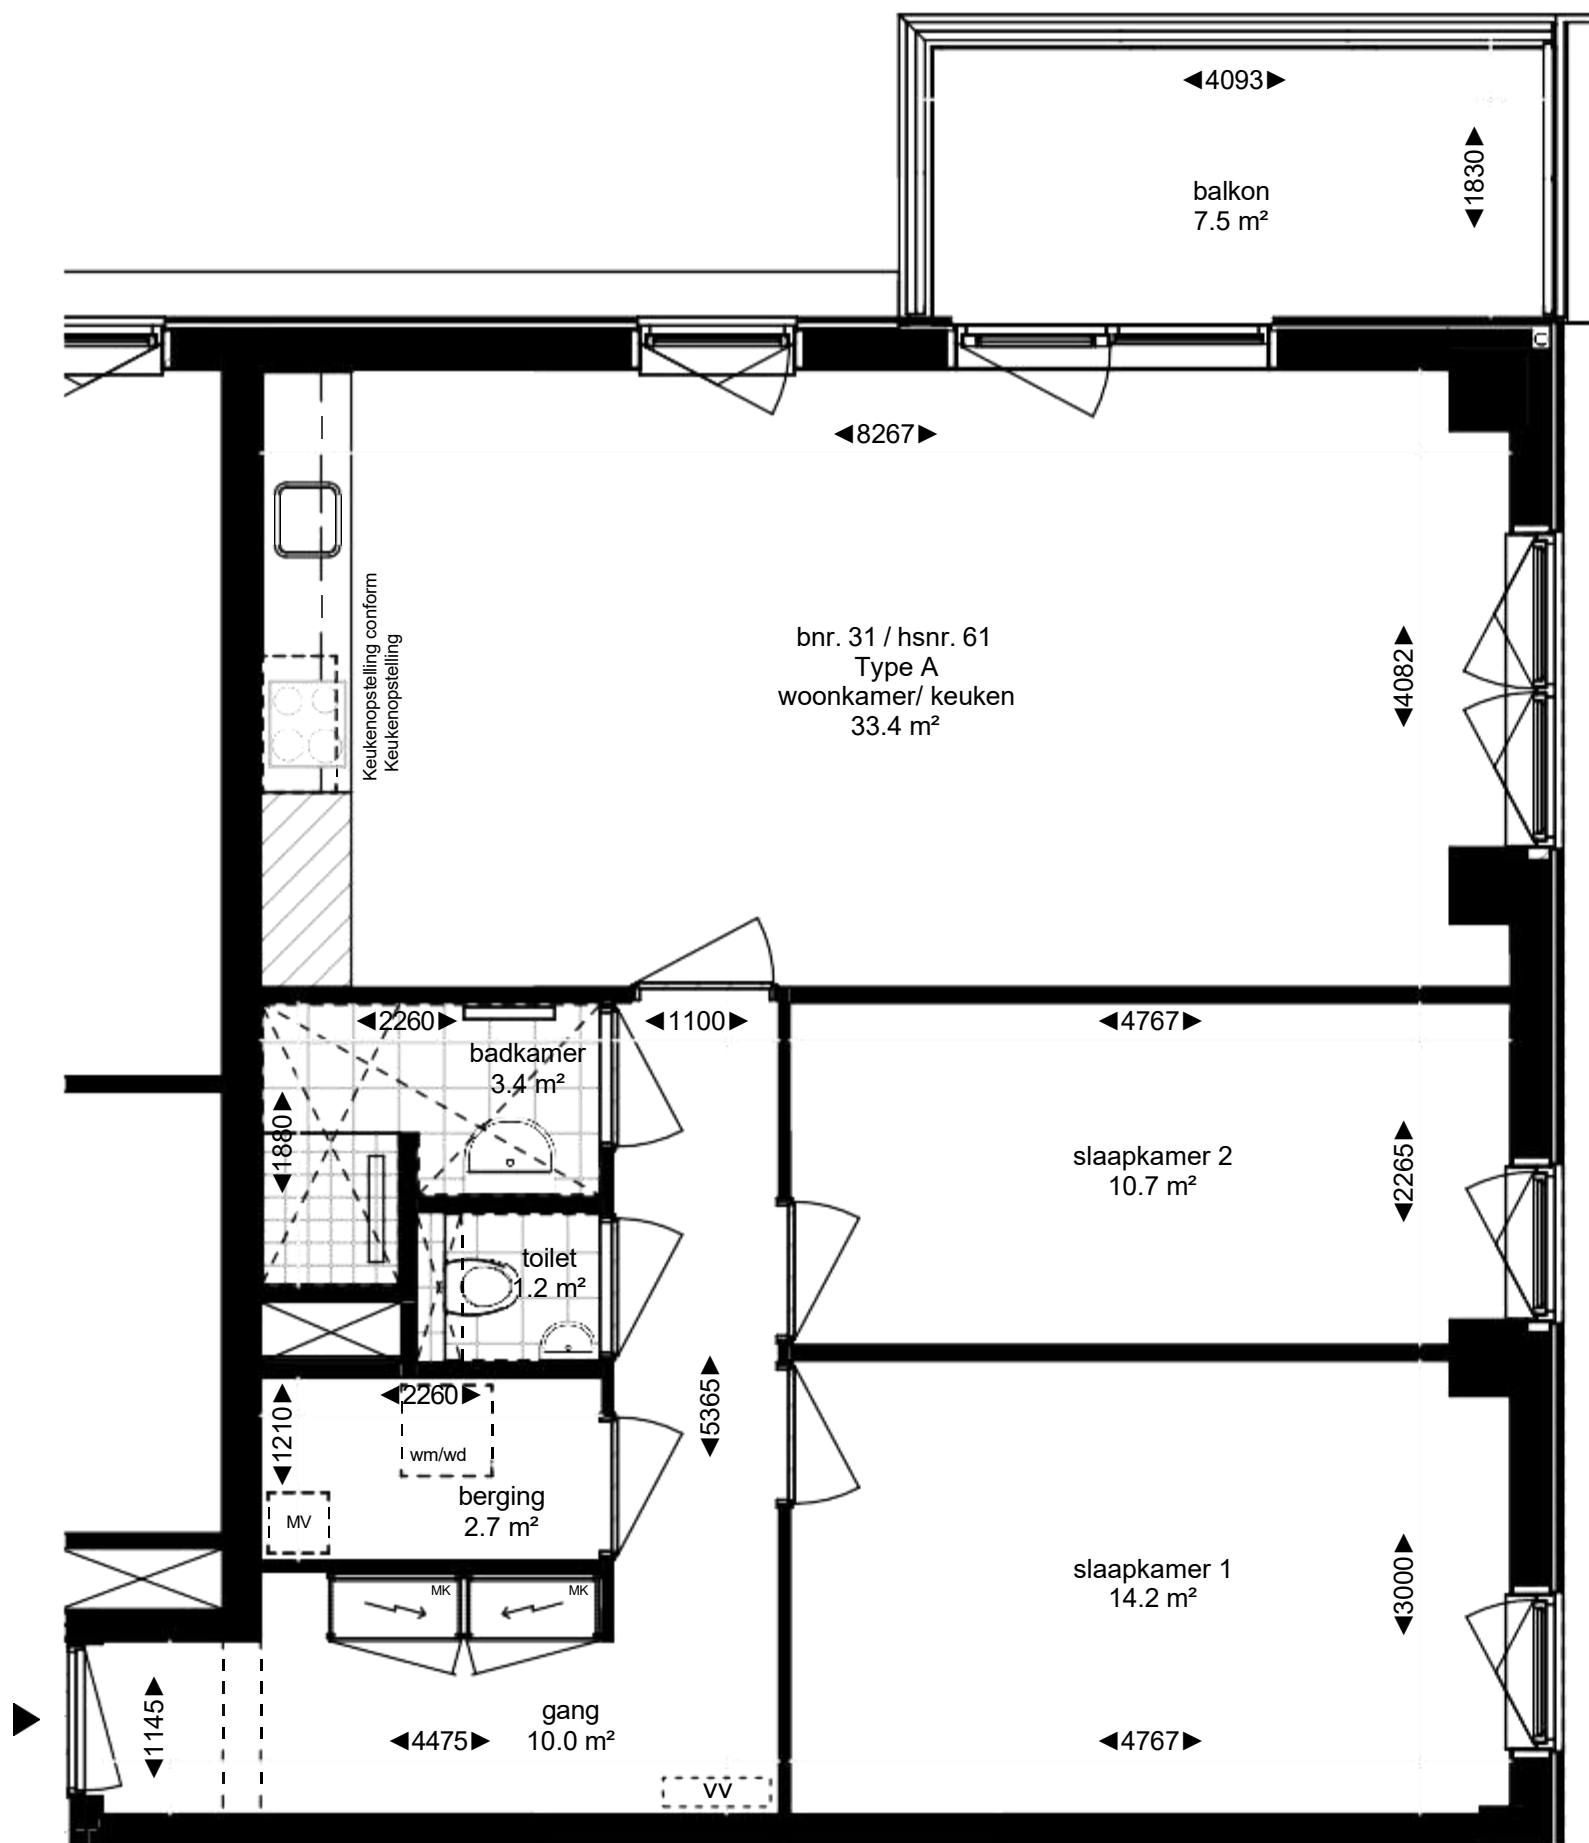 ◄4093►
◄1830►
balkon
7.5 m²
◄8267►
Keukenopstelling conform
Keukenopstelling
bnr. 31 / hsnr. 61
Type A
woonkamer/ keuken
33.4 m²
◄4082►
◄2260►
◄1100►
◄4767►
badkamer
3.4 m²
◄1880►
slaapkamer 2
10.7 m²
◄2265►
toilet
1.2 m²
◄2260►
◄1210►
◄5365►
wm/wd
berging
2.7 m²
MV
MK
MK
slaapkamer 1
14.2 m²
◄3000►
◄1145►
gang
10.0 m²
◄4475►
◄4767►
VV